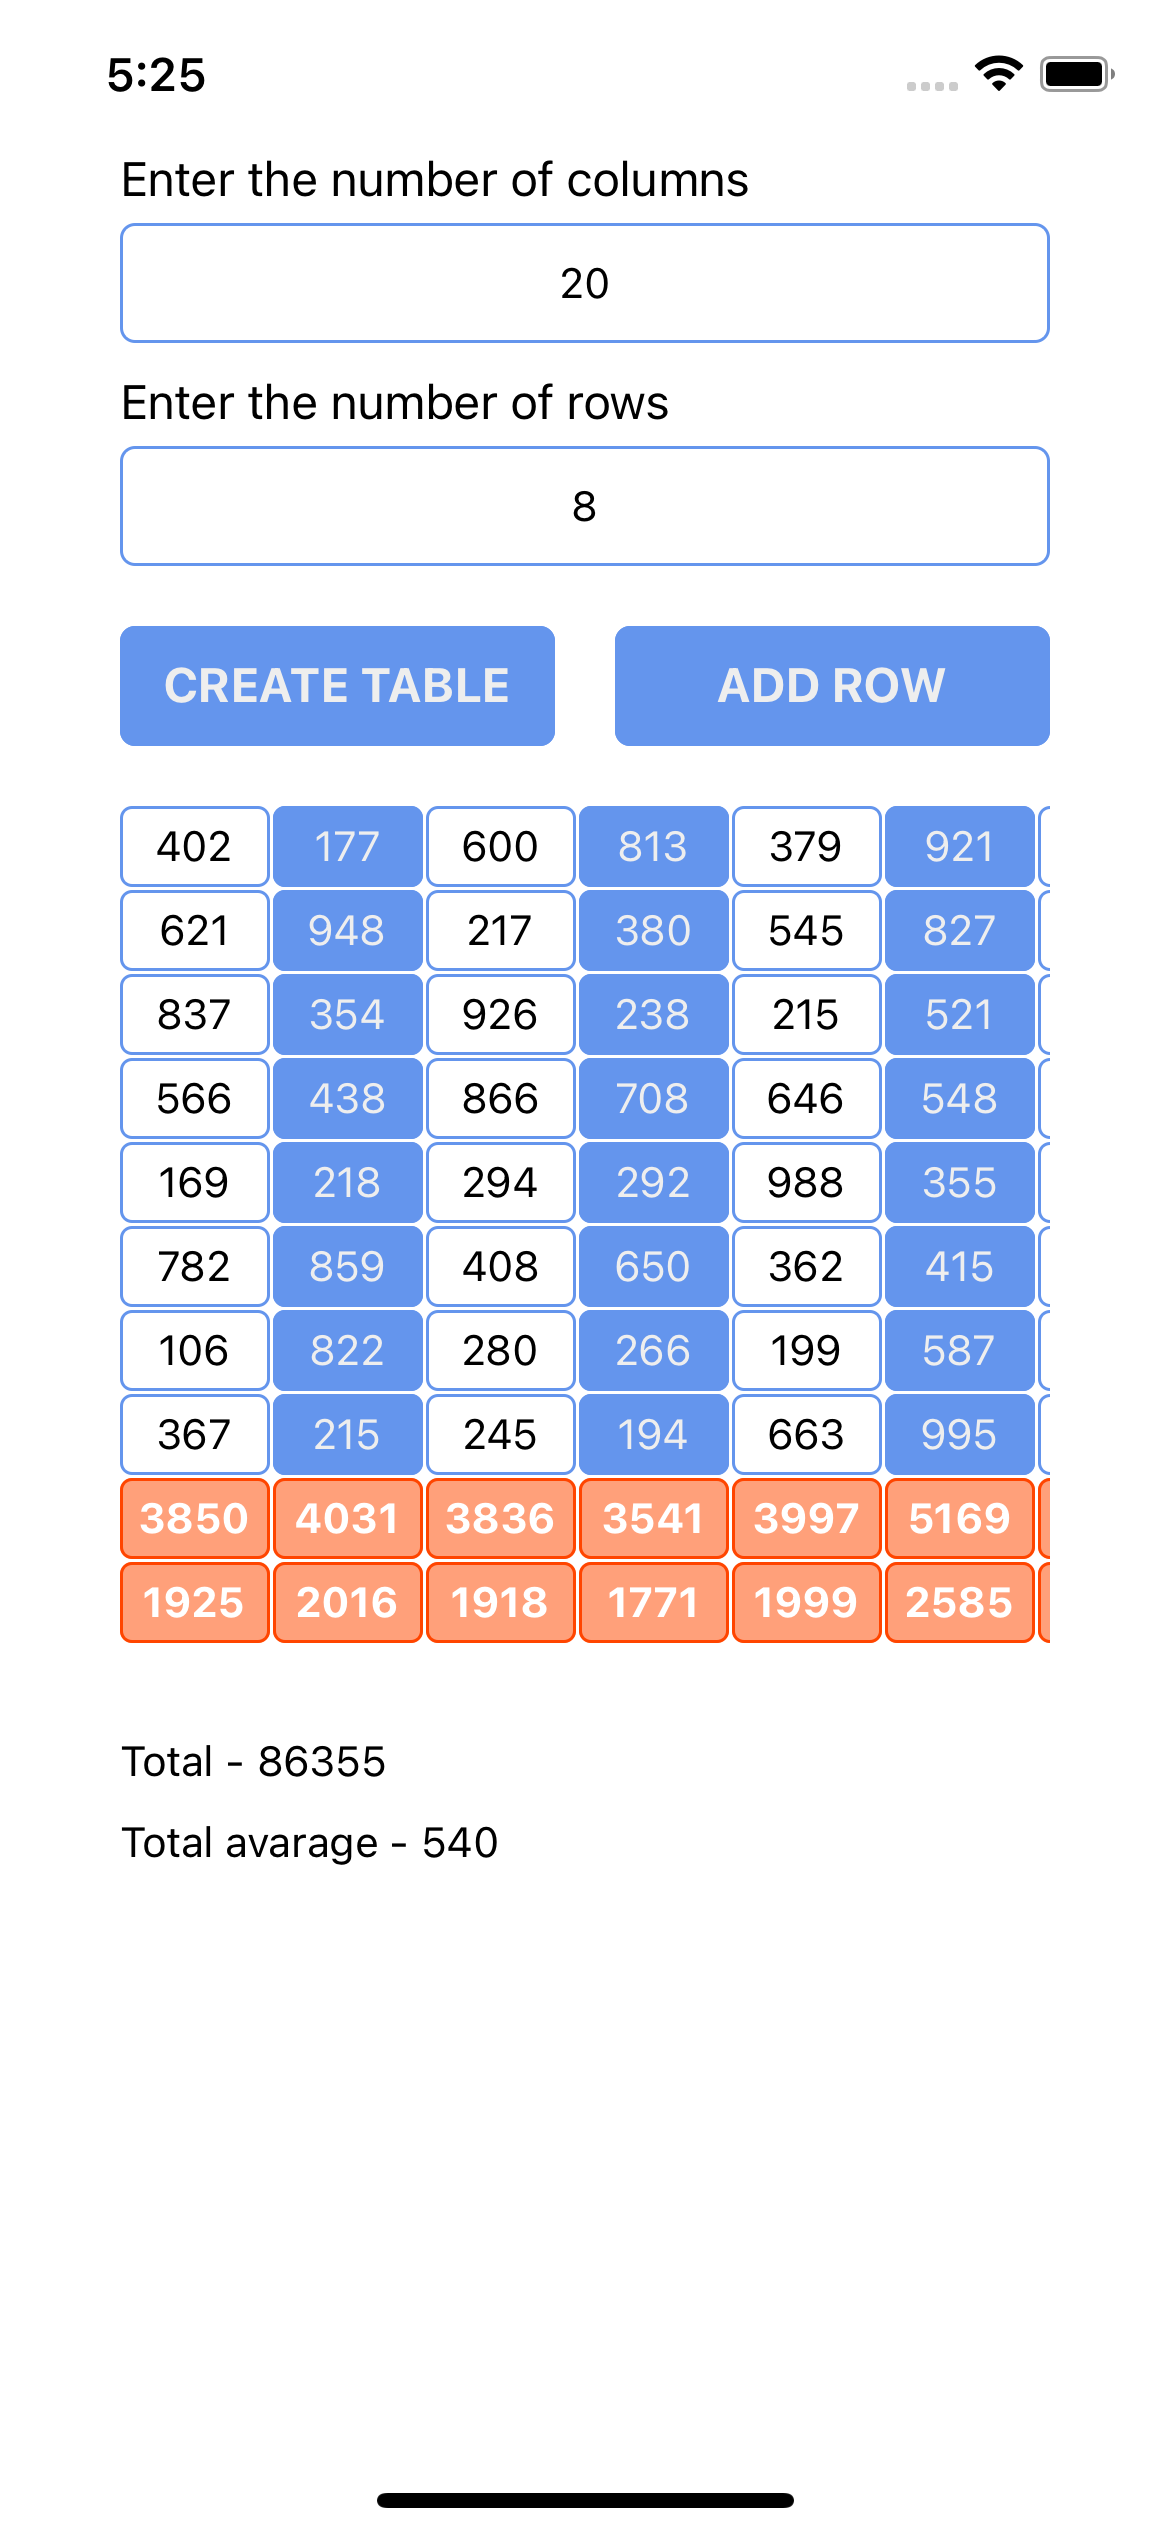 5:25
Enter the number of columns
20
Enter the number of rows
8
CREATE TABLE ADD ROW
402 177 600 813 379 921
621 948 217 380 545 827
837 354 926 238 215 521
566 438 866 708 646 548
169 218 294 292 988 355
782 859 408 650 362 415
106 822 280 266 199 587
367 215 245 194 663 995
3850 4031 3836 3541 3997 5169
1925 2016 1918 1771 1999 2585
Total - 86355
Total avarage - 540